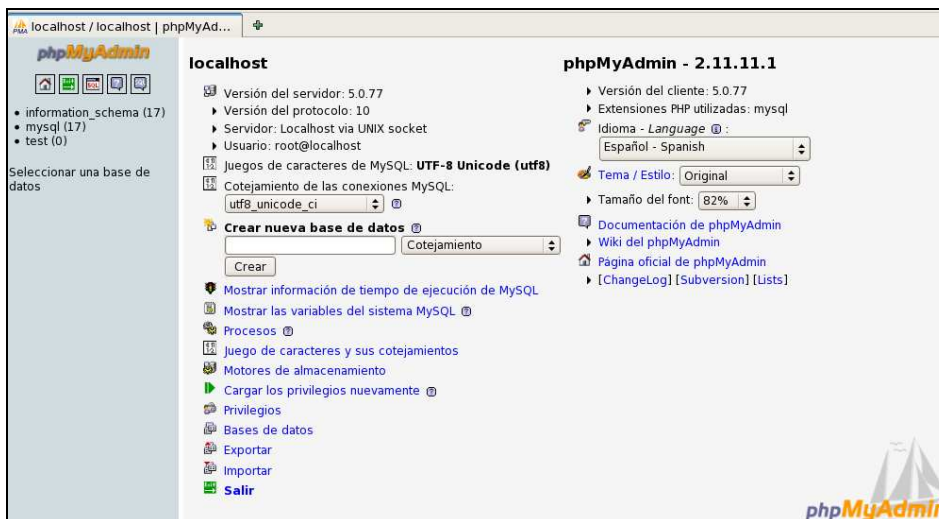 localhost / localhost | phpMyAd...
phpMyAdmin
SQL
information_schema (17)
mysql (17)
test (0)
Seleccionar una base de
datos
localhost
Versión del servidor: 5.0.77
Versión del protocolo: 10
Servidor: Localhost via UNIX socket
Usuario: root@localhost
Juegos de caracteres de MySQL: UTF-8 Unicode (utf8)
Cotejamiento de las conexiones MySQL:
utf8_unicode_ci
Crear nueva base de datos
Cotejamiento
Crear
Mostrar información de tiempo de ejecución de MySQL
Mostrar las variables del sistema MySQL
Procesos
Juego de caracteres y sus cotejamientos
Motores de almacenamiento
Cargar los privilegios nuevamente
Privilegios
Bases de datos
Exportar
Importar
Salir
phpMyAdmin - 2.11.11.1
Versión del cliente: 5.0.77
Extensiones PHP utilizadas: mysql
Idioma - Language :
Español - Spanish
Tema / Estilo: Original
Tamaño del font: 82%
Documentación de phpMyAdmin
Wiki del phpMyAdmin
Página oficial de phpMyAdmin
[ChangeLog] [Subversion] [Lists]
phpMyAdmin